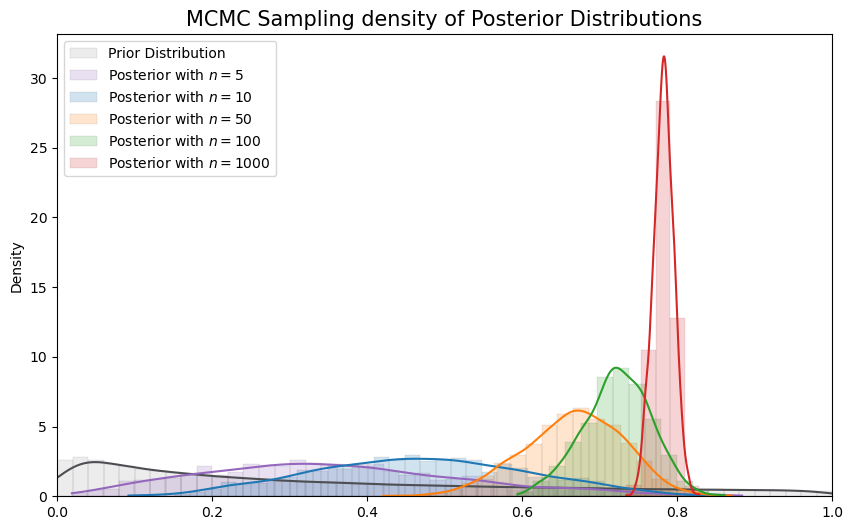 MCMC Sampling density of Posterior Distributions
Prior Distribution
Posterior with n = 5
Posterior with n = 10
Posterior with n = 50
Posterior with n = 100
Posterior with n = 1000
Density
30
25
20
15
10
5
0
0.0 0.2 0.4 0.6 0.8 1.0